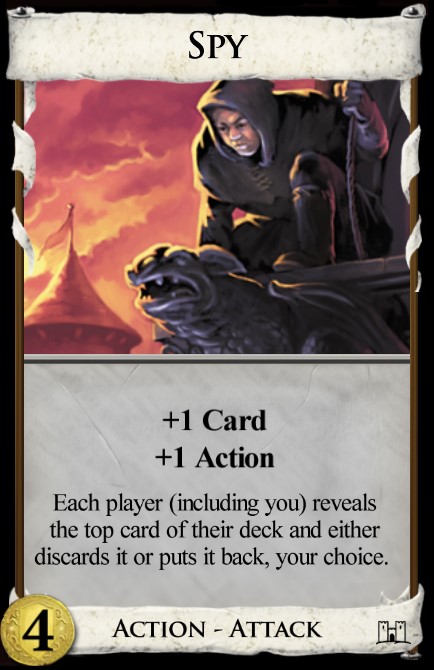 Spy
+1 Card
+1 Action
Each player (including you) reveals
the top card of their deck and either
discards it or puts it back, your choice.
4
Action - Attack